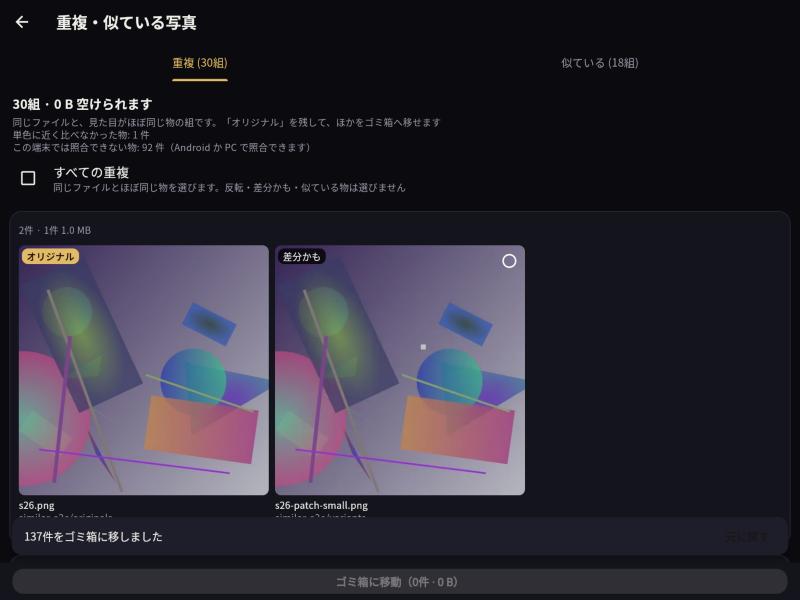 重複・似ている写真
重複 (30組)
似ている (18組)
30組 · 0 B 空けられます
同じファイルと、見た目がほぼ同じ物の組です。「オリジナル」を残して、ほかをゴミ箱へ移せます
単色に近く比べなかった物: 1 件
この端末では照合できない物: 92 件（Android か PC で照合できます）
すべての重複
同じファイルとほぼ同じ物を選びます。反転・差分かも・似ている物は選びません
2件 · 1件 1.0 MB
オリジナル
差分かも
s26.png
s26-patch-small.png
137件をゴミ箱に移しました
元に戻す
ゴミ箱に移動（0件 · 0 B）